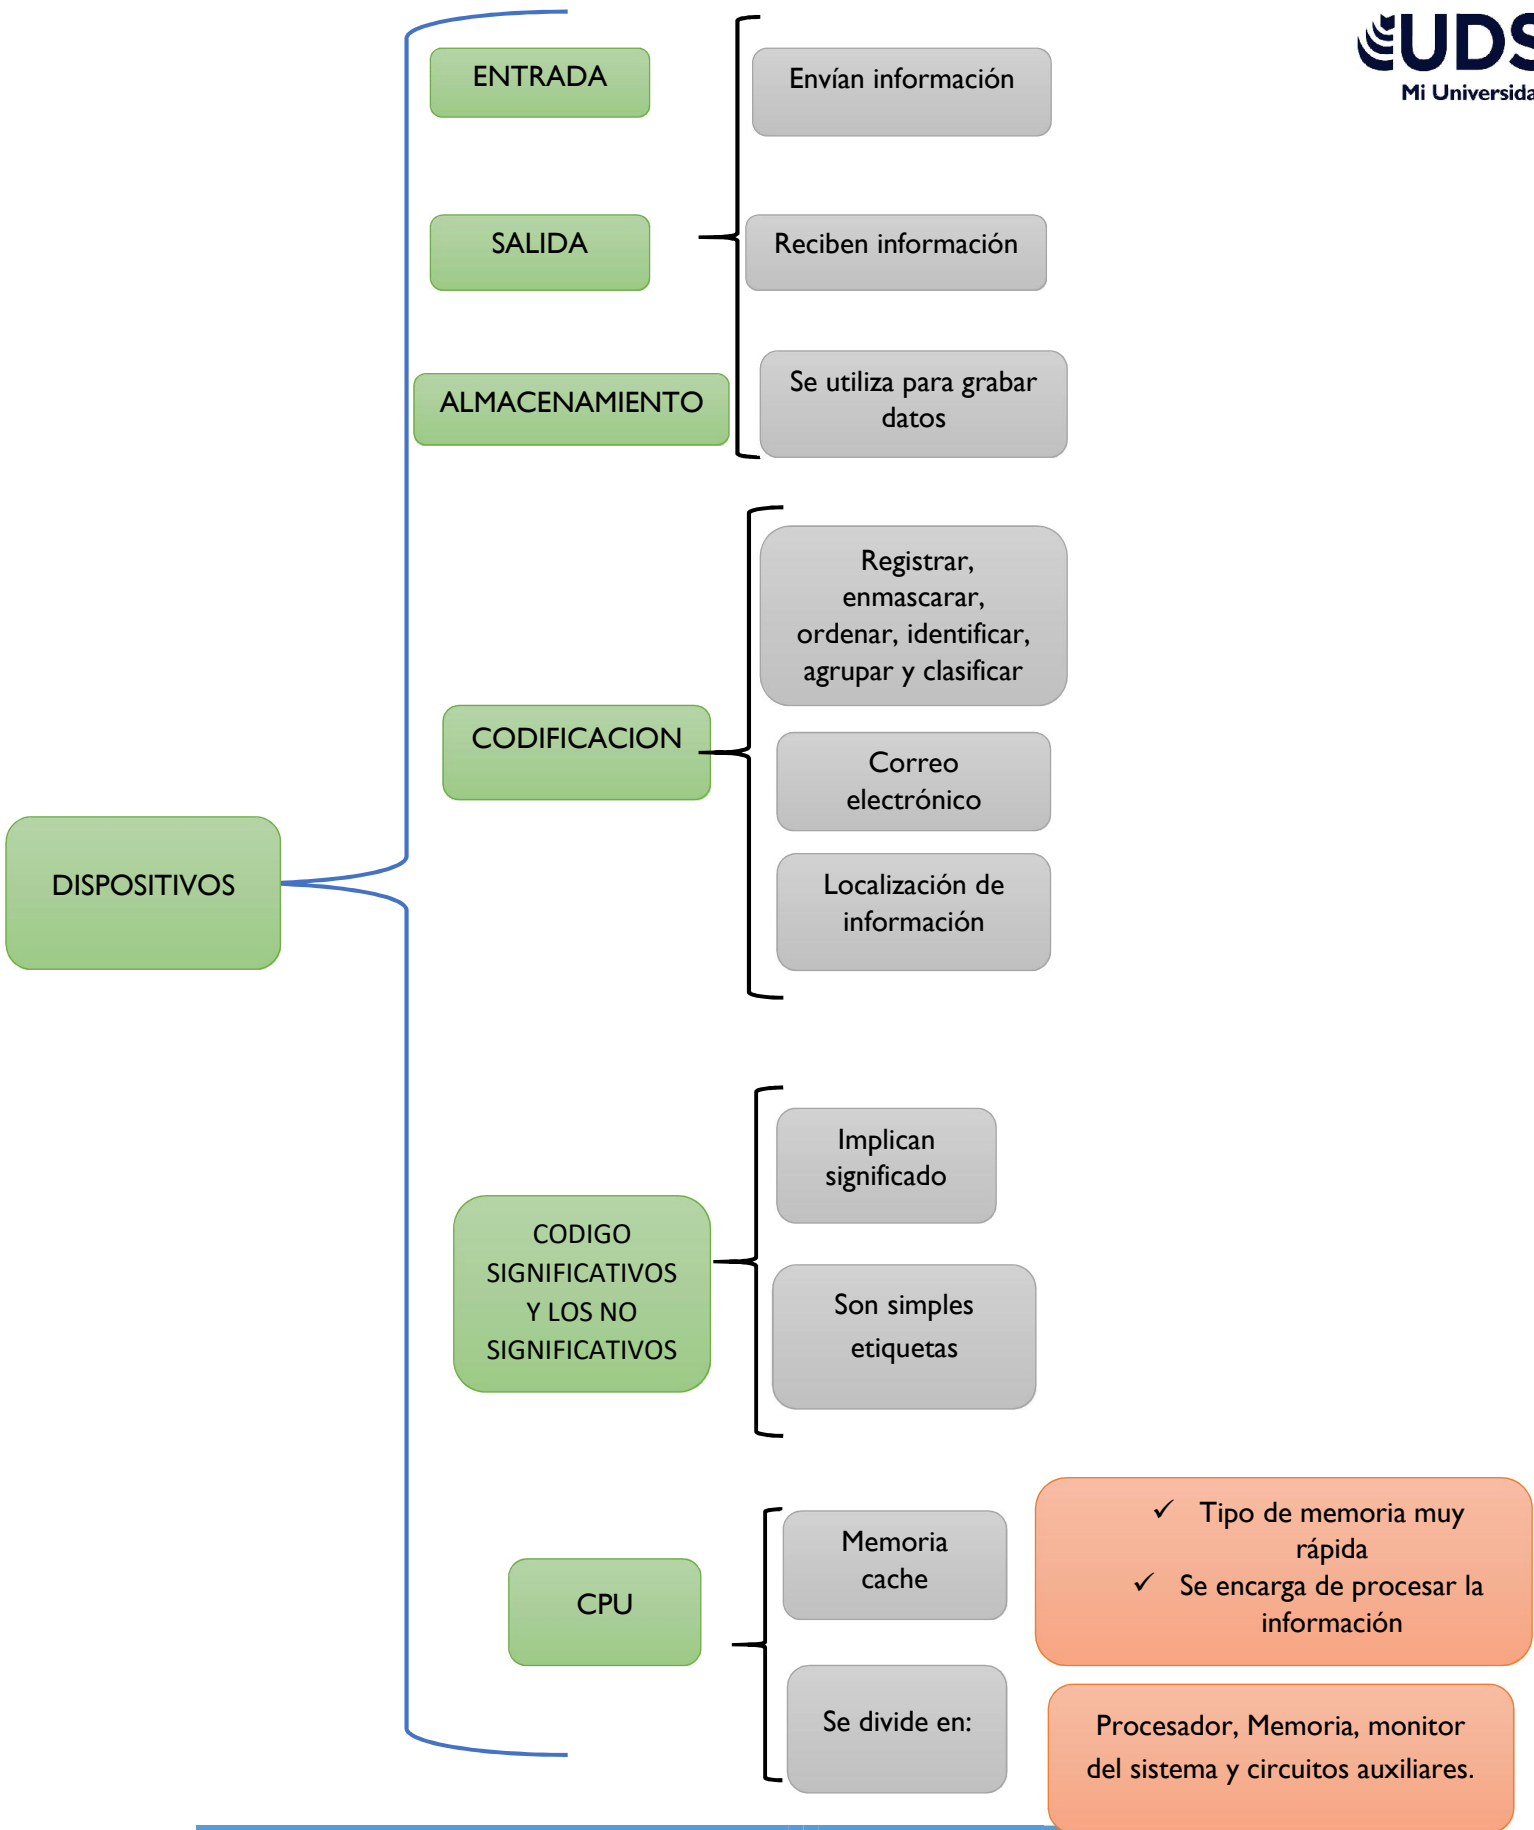 UDS
Mi Universida
ENTRADA
Envían información
SALIDA
Reciben información
ALMACENAMIENTO
Se utiliza para grabar
datos
Registrar,
enmascarar,
ordenar, identificar,
agrupar y clasificar
CODIFICACION
Correo
electrónico
Localización de
información
DISPOSITIVOS
Implican
significado
CODIGO
SIGNIFICATIVOS
Y LOS NO
SIGNIFICATIVOS
Son simples
etiquetas
CPU
Memoria
cache
✓ Tipo de memoria muy
rápida
✓ Se encarga de procesar la
información
Se divide en:
Procesador, Memoria, monitor
del sistema y circuitos auxiliares.